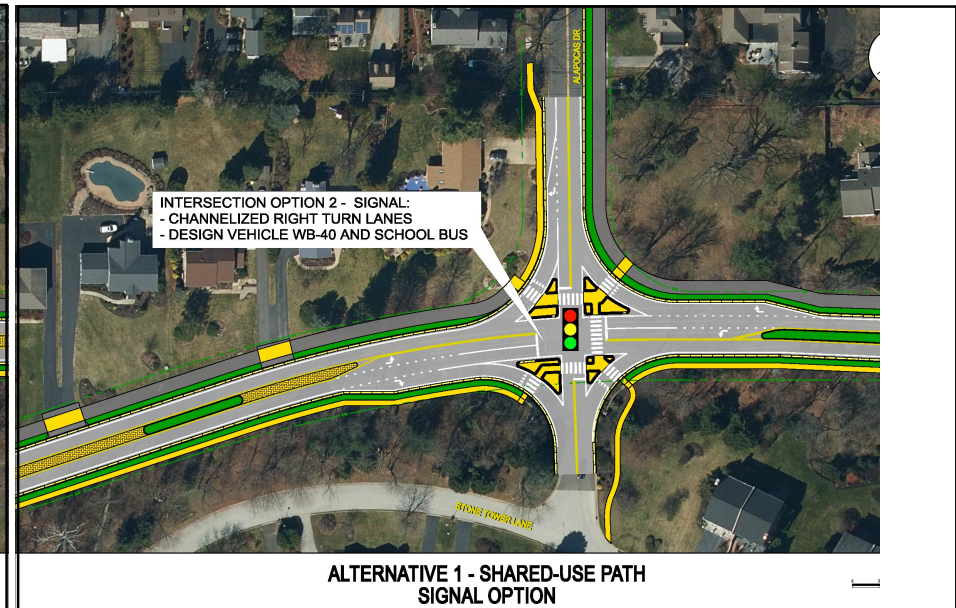 ALAPOCAS DR.
INTERSECTION OPTION 2 - SIGNAL:
- CHANNELIZED RIGHT TURN LANES
- DESIGN VEHICLE WB-40 AND SCHOOL BUS
STONE TOWER LANE
ALTERNATIVE 1 - SHARED-USE PATH
SIGNAL OPTION